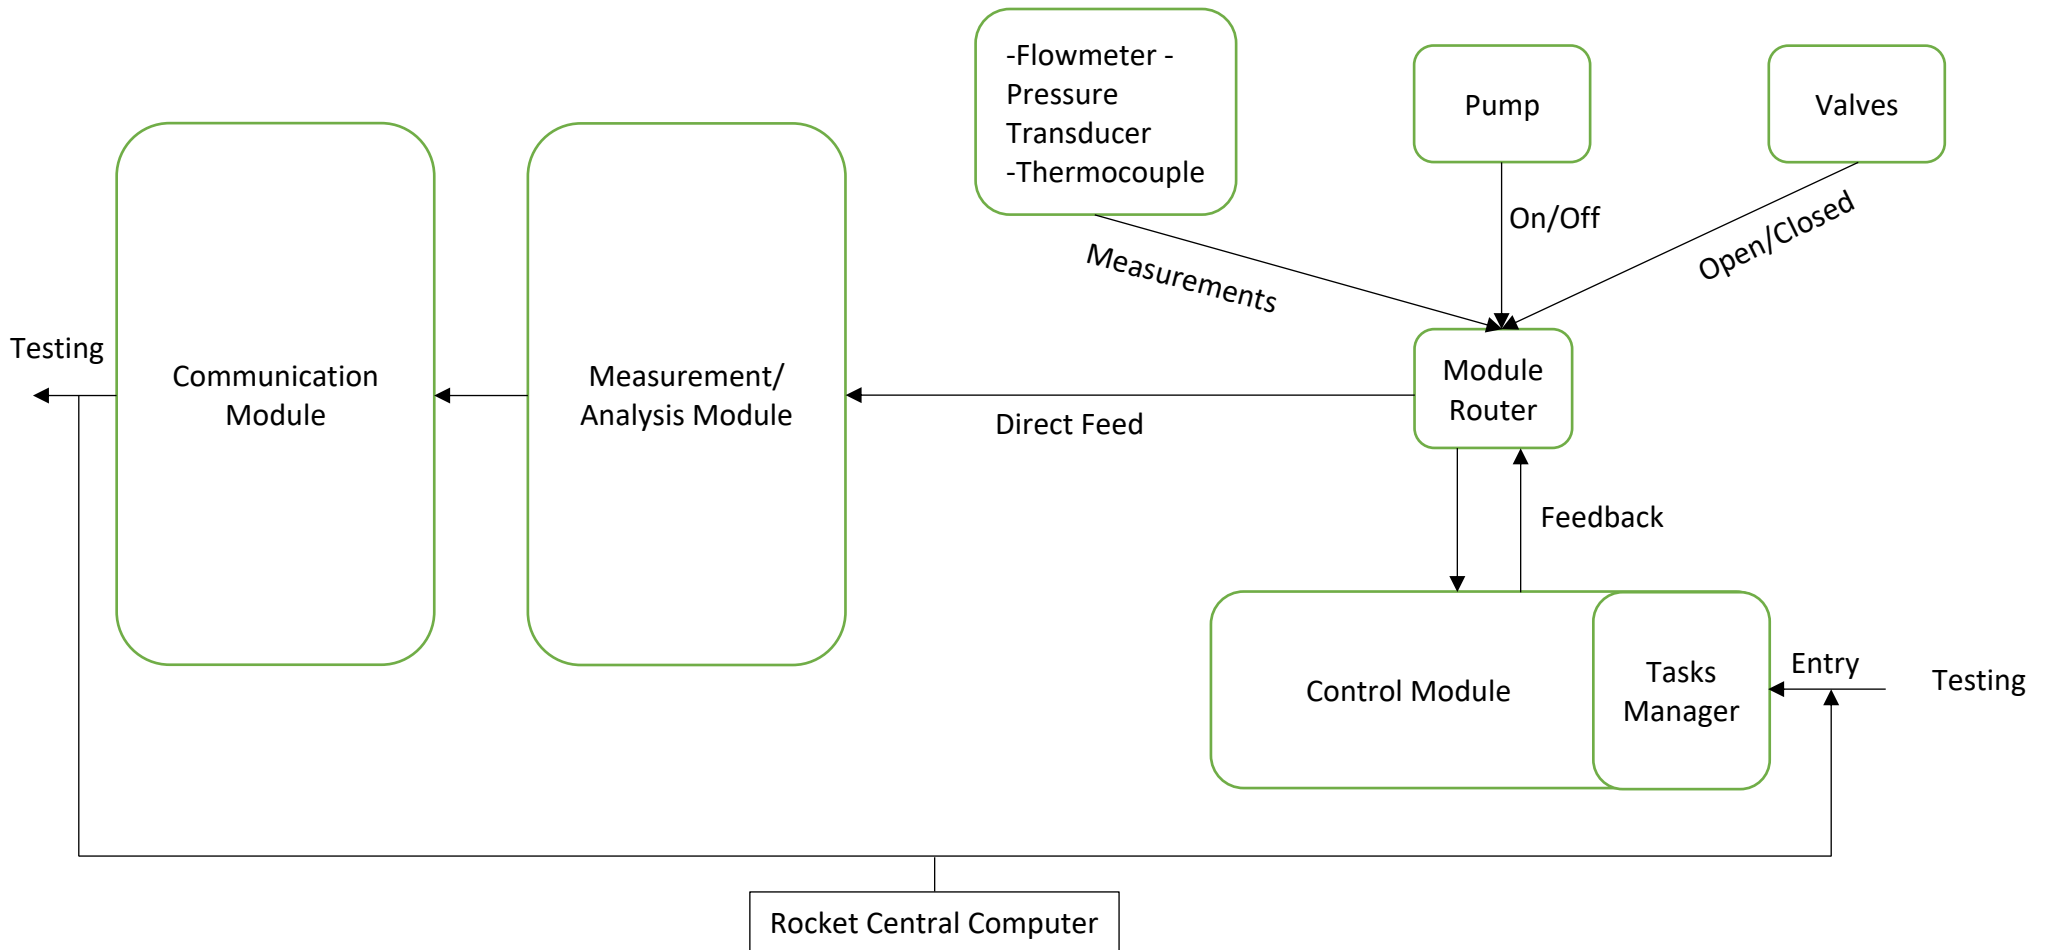 -Flowmeter -
Pressure
Transducer
-Thermocouple
Pump
Valves
On/Off
Open/Closed
Measurements
Testing
Communication
Module
Measurement/
Analysis Module
Direct Feed
Module
Router
Feedback
Control Module
Tasks
Manager
Entry
Testing
Rocket Central Computer